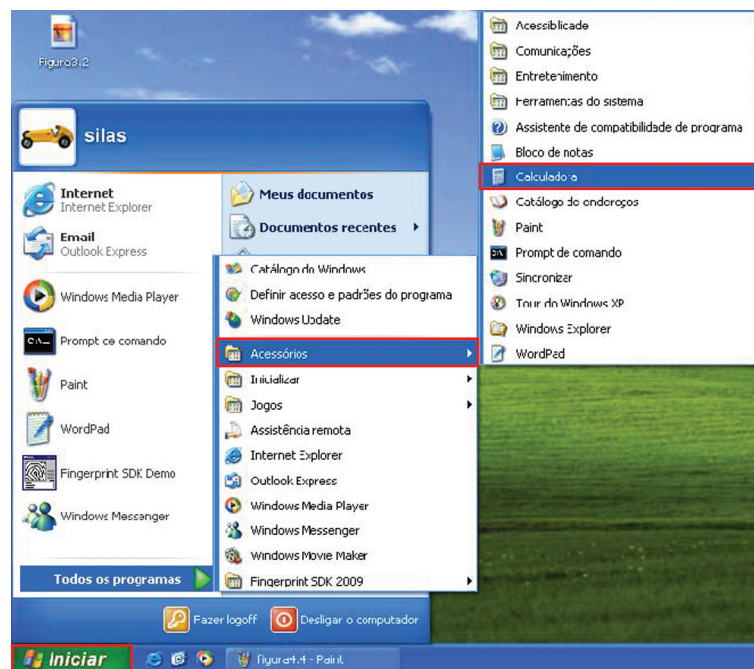 Figura3.2
silas
Internet
Internet Explorer
Email
Outlook Express
Windows Media Player
Prompt de comando
Paint
WordPad
Fingerprint SDK Demo
Windows Messenger
Todos os programas
Meus documentos
Documentos recentes
Catálogo do Windows
Definir acesso e padrões do programa
Windows Update
Acessórios
Inicializar
Jogos
Assistência remota
Internet Explorer
Outlook Express
Windows Media Player
Windows Messenger
Windows Movie Maker
Fingerprint SDK 2009
Acessiblicade
Comunicações
Entretenimento
Ferramentas do sistema
Assistente de compatibilidade de programa
Bloco de notas
Calculadora
Catálogo de endereços
Paint
Prompt de comando
Sincronizar
Tour do Windows XP
Windows Explorer
WordPad
Fazer logoff
Desligar o computador
Iniciar
figura4.4 - Paint